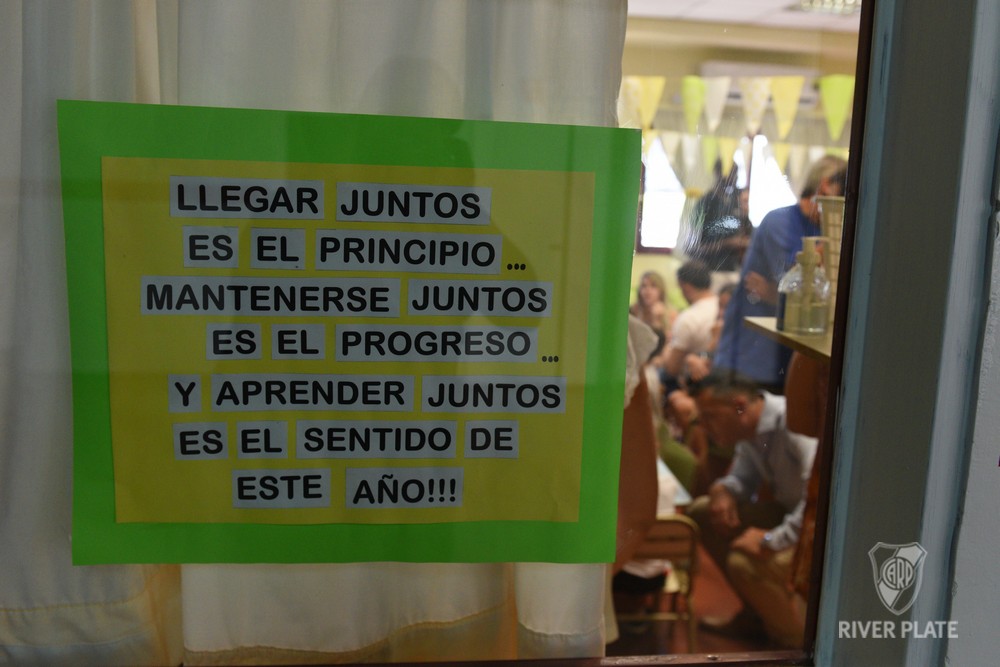 LLEGAR JUNTOS
ES EL PRINCIPIO...
MANTENERSE JUNTOS
ES EL PROGRESO...
Y APRENDER JUNTOS
ES EL SENTIDO DE
ESTE AÑO!!!
CARP
RIVER PLATE